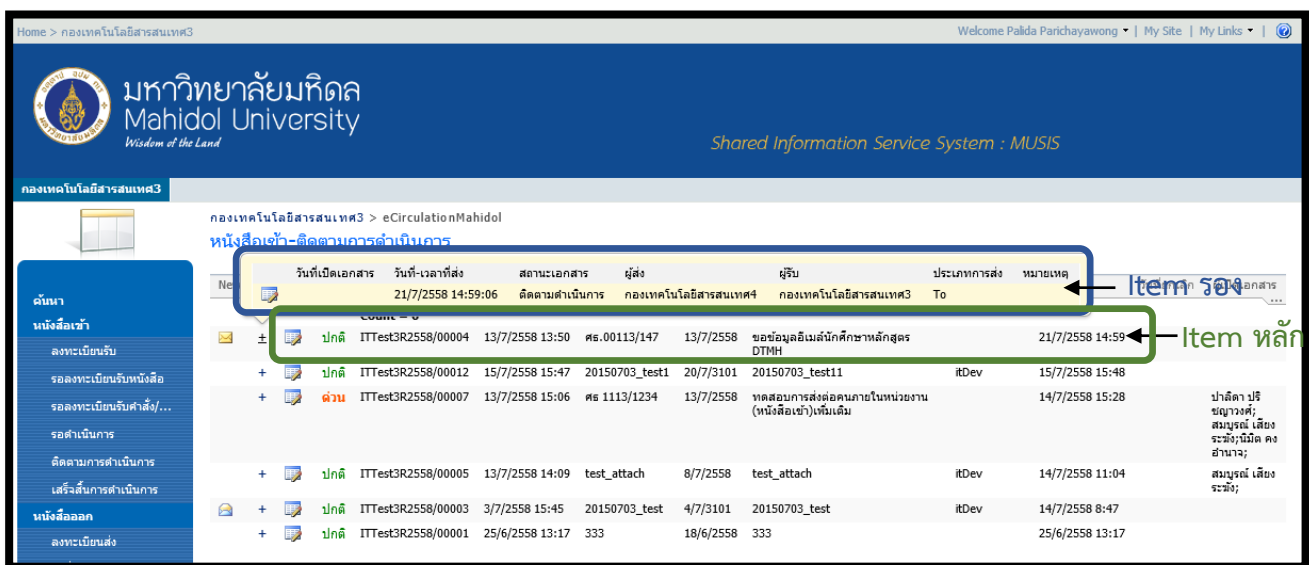 Home > กองเทคโนโลยีสารสนเทศ3
Welcome Palida Parichayawong | My Site | My Links |
มหาวิทยาลัยมหิดล
Mahidol University
Wisdom of the Land
Shared Information Service System : MUSIS
กองเทคโนโลยีสารสนเทศ3
กองเทคโนโลยีสารสนเทศ3 > eCirculationMahidol
หนังสือเข้า-ติดตามการดำเนินการ
วันที่เปิดเอกสาร วันที่-เวลาที่ส่ง สถานะเอกสาร ผู้ส่ง ผู้รับ ประเภทการส่ง หมายเหตุ
21/7/2558 14:59:06 ติดตามดำเนินการ กองเทคโนโลยีสารสนเทศ4 กองเทคโนโลยีสารสนเทศ3 To
Item รอง
...
± ปกติ ITTest3R2558/00004 13/7/2558 13:50 ศธ.00113/147 13/7/2558 ขอข้อมูลอีเมล์นักศึกษาหลักสูตร DTMH 21/7/2558 14:59
Item หลัก
+ ปกติ ITTest3R2558/00012 15/7/2558 15:47 20150703_test1 20/7/3101 20150703_test11 itDev 15/7/2558 15:48
+ ด่วน ITTest3R2558/00007 13/7/2558 15:06 ศธ 1113/1234 13/7/2558 ทดสอบการส่งต่อคนภายในหน่วยงาน 14/7/2558 15:28 ปาลิดา ปริ
(หนังสือเข้า)เพิ่มเติม ชญาวงศ์;
สมบูรณ์ เสียง
ระฆัง;นิมิต คง
อำนาจ;
+ ปกติ ITTest3R2558/00005 13/7/2558 14:09 test_attach 8/7/2558 test_attach itDev 14/7/2558 11:04 สมบูรณ์ เสียง
ระฆัง;
+ ปกติ ITTest3R2558/00003 3/7/2558 15:45 20150703_test 4/7/3101 20150703_test itDev 14/7/2558 8:47
+ ปกติ ITTest3R2558/00001 25/6/2558 13:17 333 18/6/2558 333 25/6/2558 13:17
ค้นหา
หนังสือเข้า
ลงทะเบียนรับ
รอลงทะเบียนรับหนังสือ
รอลงทะเบียนรับคำสั่ง/...
รอดำเนินการ
ติดตามการดำเนินการ
เสร็จสิ้นการดำเนินการ
หนังสือออก
ลงทะเบียนส่ง